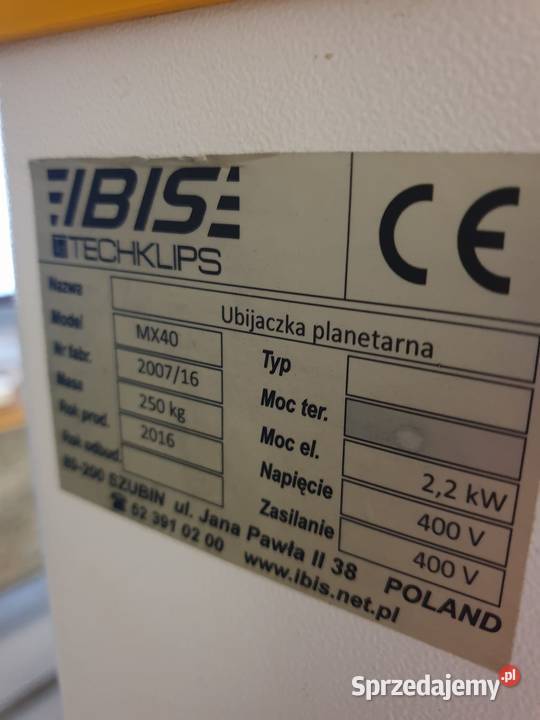 IBIS
TECHKLIPS
CE
Nazwa Ubijaczka planetarna
Model MX40
Nr fabr. 2007/16
Masa 250 kg
Rok prod. 2016
Rok odbud.
Typ
Moc ter.
Moc el. 2,2 kW
Napięcie 400 V
Zasilanie 400 V
89-200 SZUBIN ul. Jana Pawła II 38 POLAND
☎ 52 391 02 00 www.ibis.net.pl
Sprzedajemy.pl